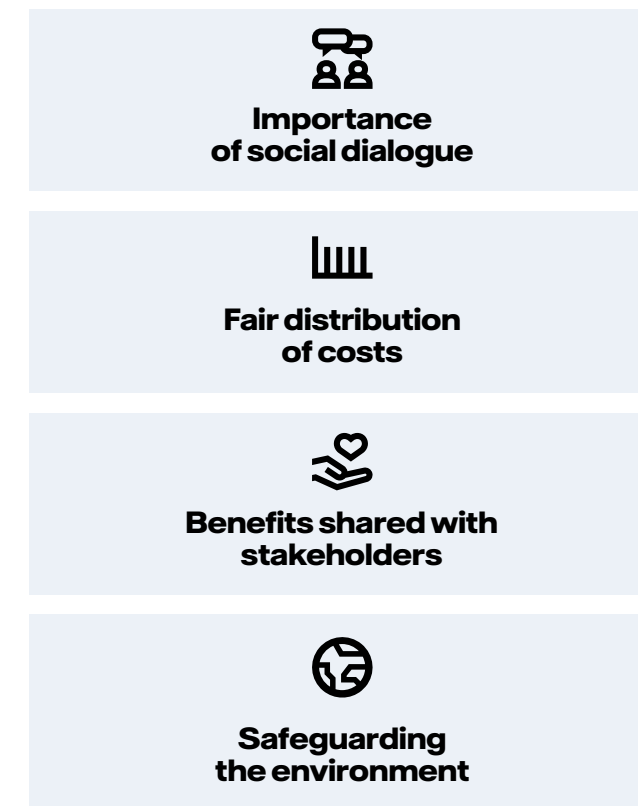 Importance
of social dialogue
Fair distribution
of costs
Benefits shared with
stakeholders
Safeguarding
the environment